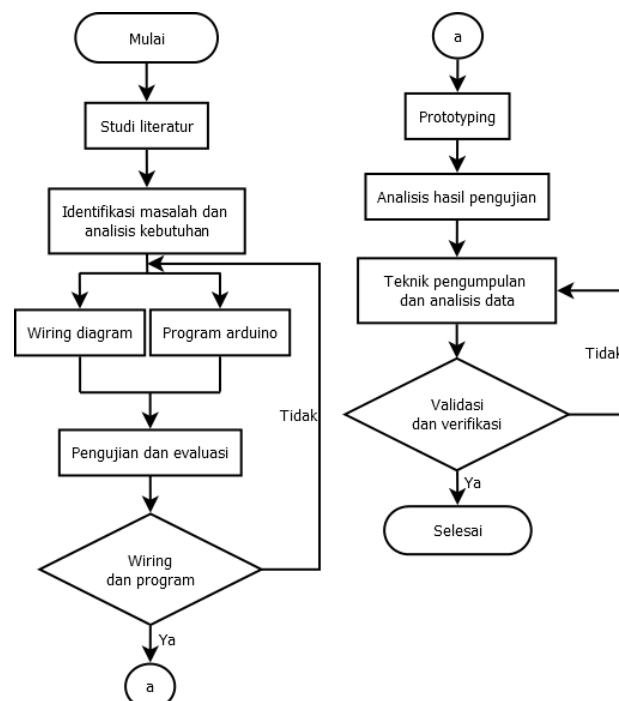 Mulai
Studi literatur
Identifikasi masalah dan
analisis kebutuhan
Wiring diagram
Program arduino
Tidak
Pengujian dan evaluasi
Wiring
dan program
Ya
a
a
Prototyping
Analisis hasil pengujian
Teknik pengumpulan
dan analisis data
Tidak
Validasi
dan verifikasi
Ya
Selesai